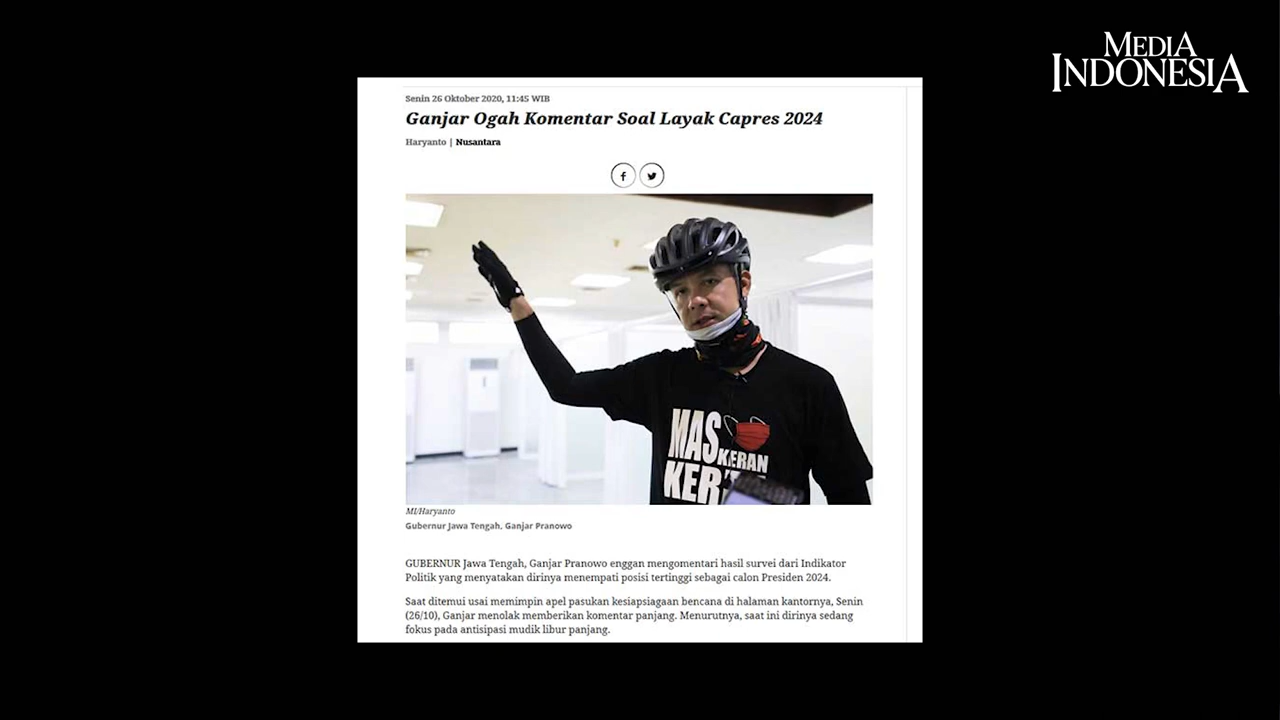 MEDIA
INDONESIA
Senin 26 Oktober 2020, 11:45 WIB
Ganjar Ogah Komentar Soal Layak Capres 2024
Haryanto | Nusantara
MAS
KERAN
KER
MI/Haryanto
Gubernur Jawa Tengah, Ganjar Pranowo
GUBERNUR Jawa Tengah, Ganjar Pranowo enggan mengomentari hasil survei dari Indikator
Politik yang menyatakan dirinya menempati posisi tertinggi sebagai calon Presiden 2024.
Saat ditemui usai memimpin apel pasukan kesiapsiagaan bencana di halaman kantornya, Senin
(26/10), Ganjar menolak memberikan komentar panjang. Menurutnya, saat ini dirinya sedang
fokus pada antisipasi mudik libur panjang.